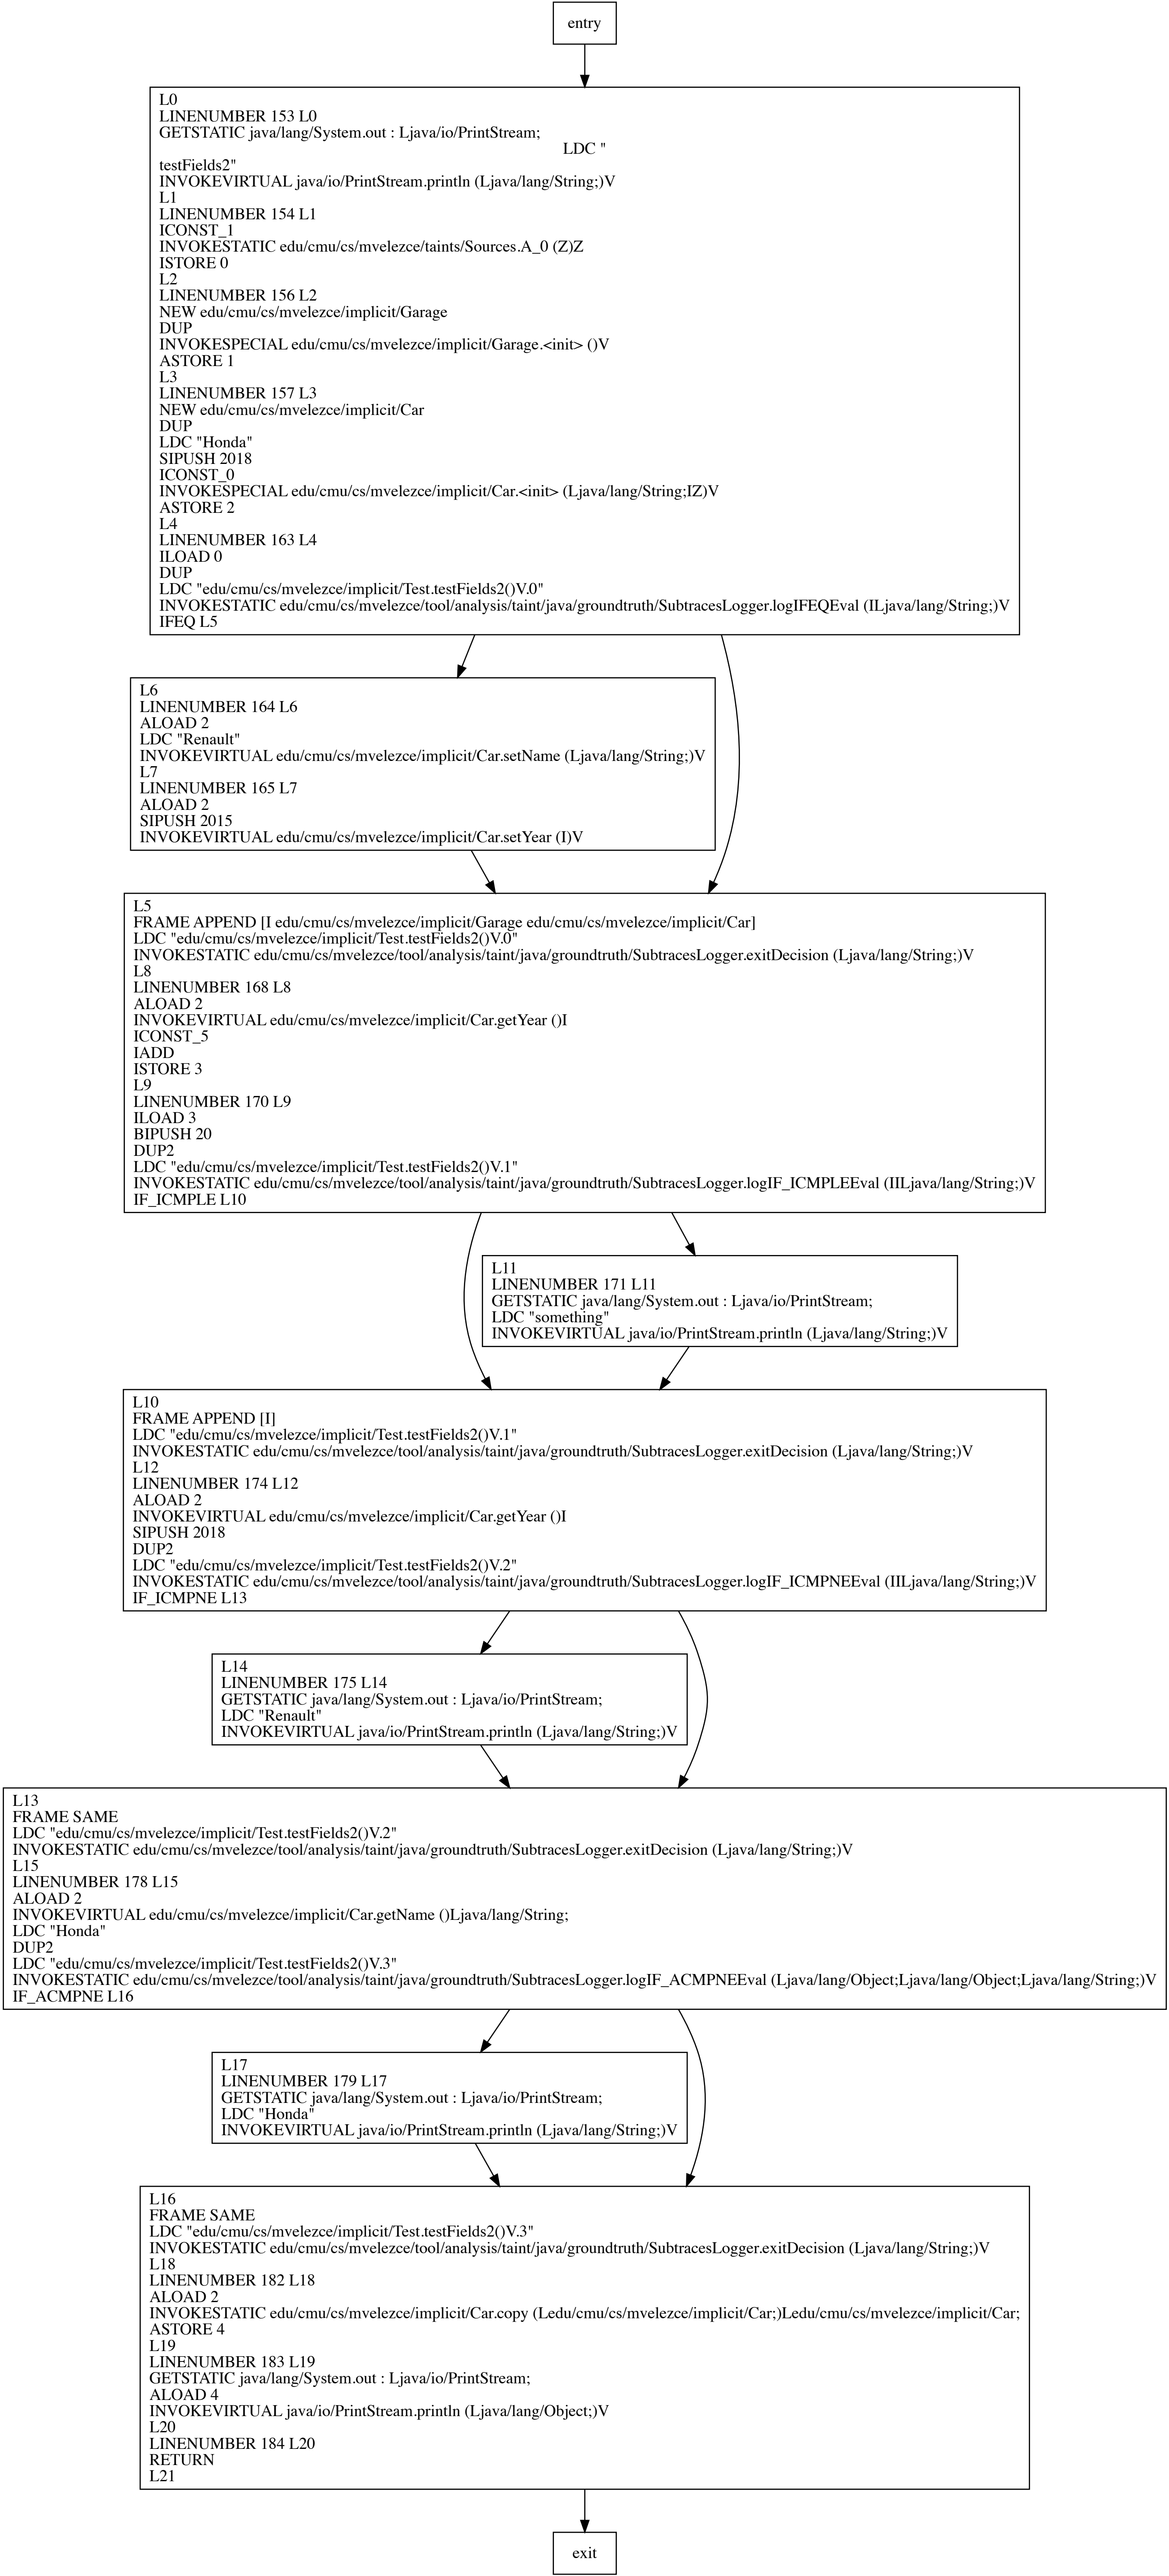 entry
L0
LINENUMBER 153 L0
GETSTATIC java/lang/System.out : Ljava/io/PrintStream;
LDC "
testFields2"
INVOKEVIRTUAL java/io/PrintStream.println (Ljava/lang/String;)V
L1
LINENUMBER 154 L1
ICONST_1
INVOKESTATIC edu/cmu/cs/mvelezce/taints/Sources.A_0 (Z)Z
ISTORE 0
L2
LINENUMBER 156 L2
NEW edu/cmu/cs/mvelezce/implicit/Garage
DUP
INVOKESPECIAL edu/cmu/cs/mvelezce/implicit/Garage.<init> ()V
ASTORE 1
L3
LINENUMBER 157 L3
NEW edu/cmu/cs/mvelezce/implicit/Car
DUP
LDC "Honda"
SIPUSH 2018
ICONST_0
INVOKESPECIAL edu/cmu/cs/mvelezce/implicit/Car.<init> (Ljava/lang/String;IZ)V
ASTORE 2
L4
LINENUMBER 163 L4
ILOAD 0
DUP
LDC "edu/cmu/cs/mvelezce/implicit/Test.testFields2()V.0"
INVOKESTATIC edu/cmu/cs/mvelezce/tool/analysis/taint/java/groundtruth/SubtracesLogger.logIFEQEval (ILjava/lang/String;)V
IFEQ L5
L6
LINENUMBER 164 L6
ALOAD 2
LDC "Renault"
INVOKEVIRTUAL edu/cmu/cs/mvelezce/implicit/Car.setName (Ljava/lang/String;)V
L7
LINENUMBER 165 L7
ALOAD 2
SIPUSH 2015
INVOKEVIRTUAL edu/cmu/cs/mvelezce/implicit/Car.setYear (I)V
L5
FRAME APPEND [I edu/cmu/cs/mvelezce/implicit/Garage edu/cmu/cs/mvelezce/implicit/Car]
LDC "edu/cmu/cs/mvelezce/implicit/Test.testFields2()V.0"
INVOKESTATIC edu/cmu/cs/mvelezce/tool/analysis/taint/java/groundtruth/SubtracesLogger.exitDecision (Ljava/lang/String;)V
L8
LINENUMBER 168 L8
ALOAD 2
INVOKEVIRTUAL edu/cmu/cs/mvelezce/implicit/Car.getYear ()I
ICONST_5
IADD
ISTORE 3
L9
LINENUMBER 170 L9
ILOAD 3
BIPUSH 20
DUP2
LDC "edu/cmu/cs/mvelezce/implicit/Test.testFields2()V.1"
INVOKESTATIC edu/cmu/cs/mvelezce/tool/analysis/taint/java/groundtruth/SubtracesLogger.logIF_ICMPLEEval (IILjava/lang/String;)V
IF_ICMPLE L10
L11
LINENUMBER 171 L11
GETSTATIC java/lang/System.out : Ljava/io/PrintStream;
LDC "something"
INVOKEVIRTUAL java/io/PrintStream.println (Ljava/lang/String;)V
L10
FRAME APPEND [I]
LDC "edu/cmu/cs/mvelezce/implicit/Test.testFields2()V.1"
INVOKESTATIC edu/cmu/cs/mvelezce/tool/analysis/taint/java/groundtruth/SubtracesLogger.exitDecision (Ljava/lang/String;)V
L12
LINENUMBER 174 L12
ALOAD 2
INVOKEVIRTUAL edu/cmu/cs/mvelezce/implicit/Car.getYear ()I
SIPUSH 2018
DUP2
LDC "edu/cmu/cs/mvelezce/implicit/Test.testFields2()V.2"
INVOKESTATIC edu/cmu/cs/mvelezce/tool/analysis/taint/java/groundtruth/SubtracesLogger.logIF_ICMPNEEval (IILjava/lang/String;)V
IF_ICMPNE L13
L14
LINENUMBER 175 L14
GETSTATIC java/lang/System.out : Ljava/io/PrintStream;
LDC "Renault"
INVOKEVIRTUAL java/io/PrintStream.println (Ljava/lang/String;)V
L13
FRAME SAME
LDC "edu/cmu/cs/mvelezce/implicit/Test.testFields2()V.2"
INVOKESTATIC edu/cmu/cs/mvelezce/tool/analysis/taint/java/groundtruth/SubtracesLogger.exitDecision (Ljava/lang/String;)V
L15
LINENUMBER 178 L15
ALOAD 2
INVOKEVIRTUAL edu/cmu/cs/mvelezce/implicit/Car.getName ()Ljava/lang/String;
LDC "Honda"
DUP2
LDC "edu/cmu/cs/mvelezce/implicit/Test.testFields2()V.3"
INVOKESTATIC edu/cmu/cs/mvelezce/tool/analysis/taint/java/groundtruth/SubtracesLogger.logIF_ACMPNEEval (Ljava/lang/Object;Ljava/lang/Object;Ljava/lang/String;)V
IF_ACMPNE L16
L17
LINENUMBER 179 L17
GETSTATIC java/lang/System.out : Ljava/io/PrintStream;
LDC "Honda"
INVOKEVIRTUAL java/io/PrintStream.println (Ljava/lang/String;)V
L16
FRAME SAME
LDC "edu/cmu/cs/mvelezce/implicit/Test.testFields2()V.3"
INVOKESTATIC edu/cmu/cs/mvelezce/tool/analysis/taint/java/groundtruth/SubtracesLogger.exitDecision (Ljava/lang/String;)V
L18
LINENUMBER 182 L18
ALOAD 2
INVOKESTATIC edu/cmu/cs/mvelezce/implicit/Car.copy (Ledu/cmu/cs/mvelezce/implicit/Car;)Ledu/cmu/cs/mvelezce/implicit/Car;
ASTORE 4
L19
LINENUMBER 183 L19
GETSTATIC java/lang/System.out : Ljava/io/PrintStream;
ALOAD 4
INVOKEVIRTUAL java/io/PrintStream.println (Ljava/lang/Object;)V
L20
LINENUMBER 184 L20
RETURN
L21
exit